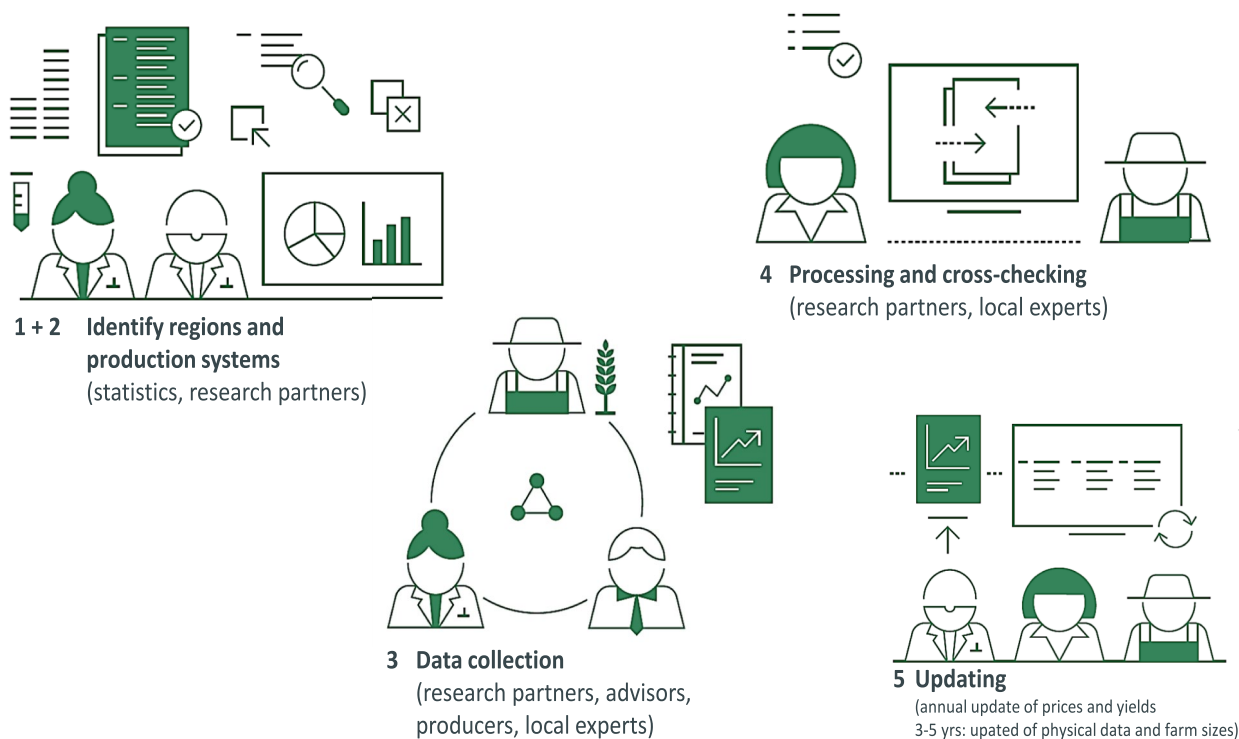 1 + 2 Identify regions and
production systems
(statistics, research partners)
3 Data collection
(research partners, advisors,
producers, local experts)
4 Processing and cross-checking
(research partners, local experts)
5 Updating
(annual update of prices and yields
3-5 yrs: upated of physical data and farm sizes)